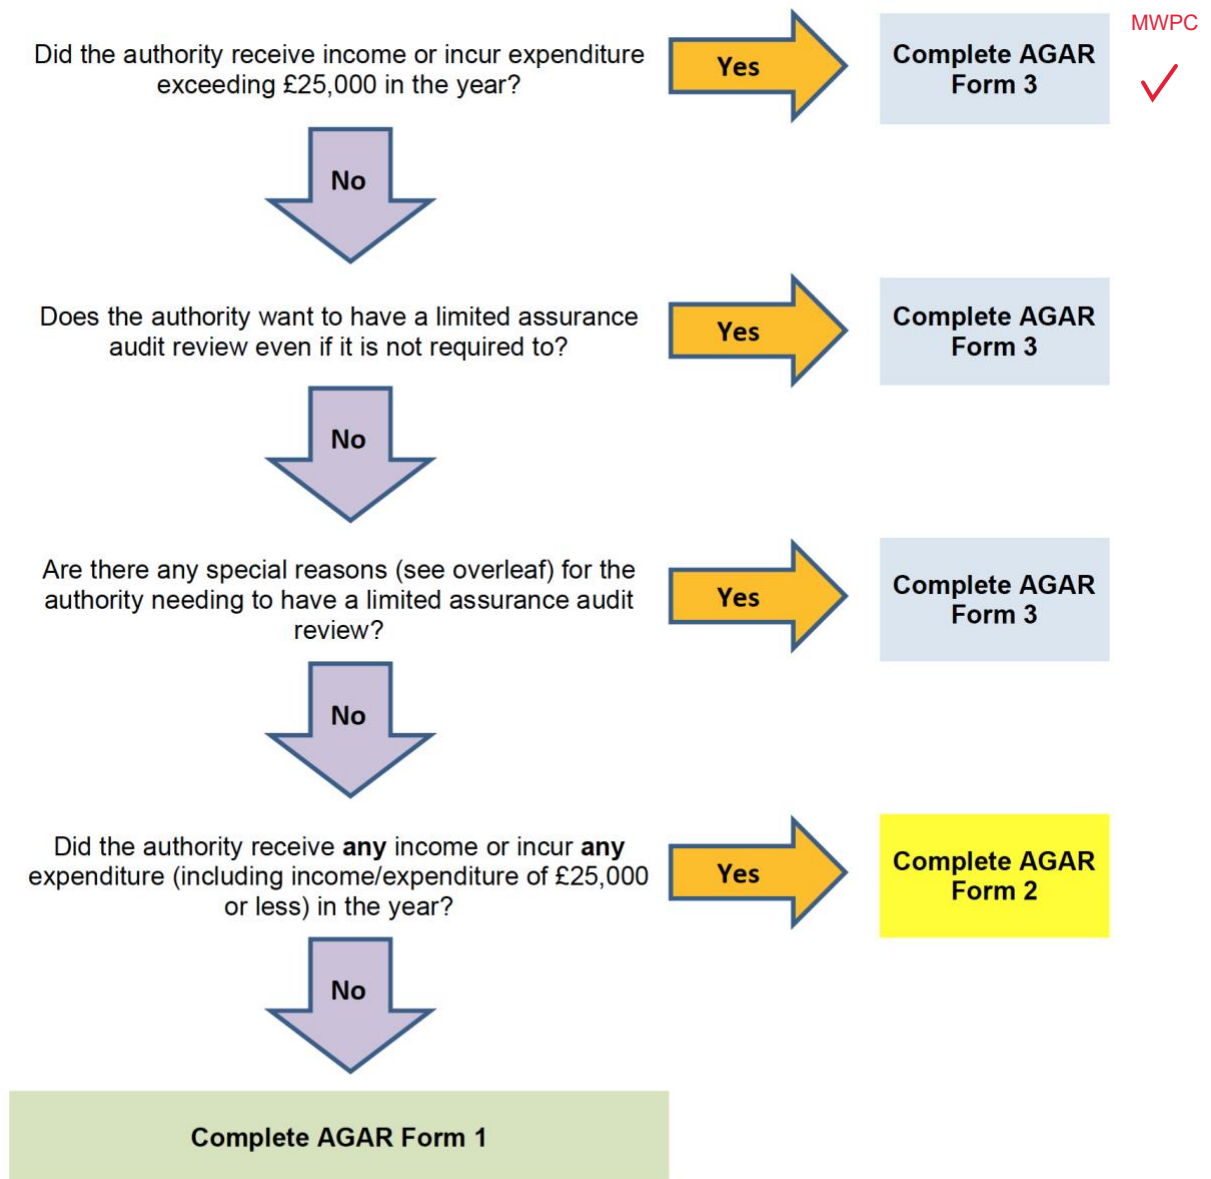 MWPC
Did the authority receive income or incur expenditure
exceeding £25,000 in the year?
Yes
Complete AGAR
Form 3
No
Does the authority want to have a limited assurance
audit review even if it is not required to?
Yes
Complete AGAR
Form 3
No
Are there any special reasons (see overleaf) for the
authority needing to have a limited assurance audit
review?
Yes
Complete AGAR
Form 3
No
Did the authority receive any income or incur any
expenditure (including income/expenditure of £25,000
or less) in the year?
Yes
Complete AGAR
Form 2
No
Complete AGAR Form 1